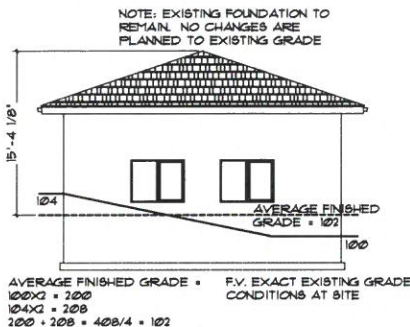 NOTE: EXISTING FOUNDATION TO
REMAIN. NO CHANGES ARE
PLANNED TO EXISTING GRADE
15'-4 1/8"
104
AVERAGE FINISHED
GRADE = 102
100
AVERAGE FINISHED GRADE =
100X2 = 200
104X2 = 208
200 + 208 = 408/4 = 102
F.V. EXACT EXISTING GRADE
CONDITIONS AT SITE